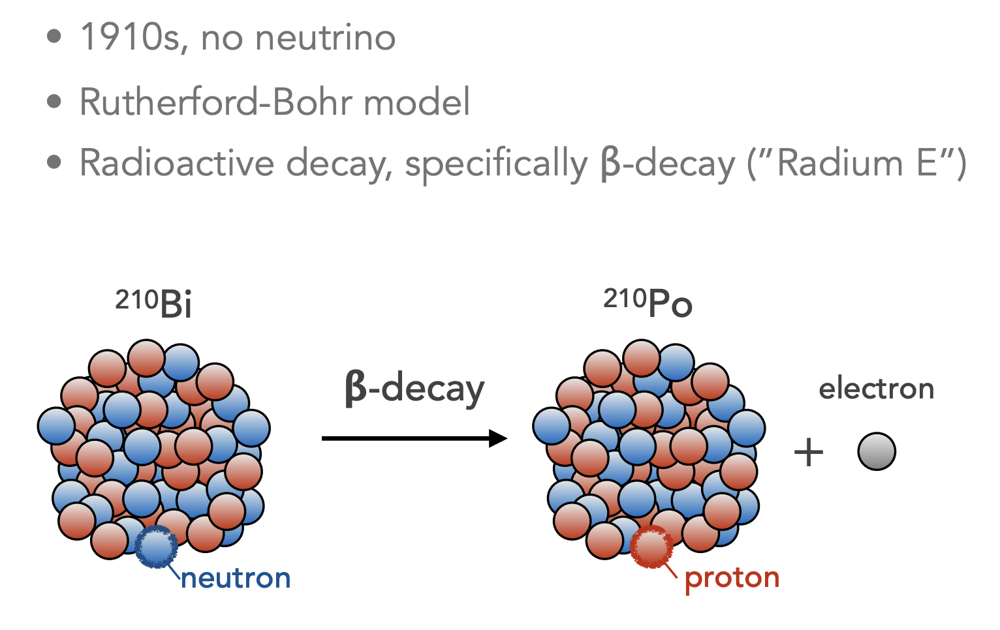 • 1910s, no neutrino
• Rutherford-Bohr model
• Radioactive decay, specifically β-decay ("Radium E")
²¹⁰Bi
²¹⁰Po
β-decay
electron
+
neutron
proton